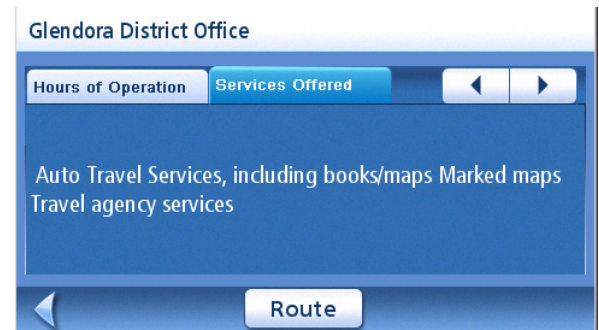 Glendora District Office
Hours of Operation Services Offered
Auto Travel Services, including books/maps Marked maps
Travel agency services
Route